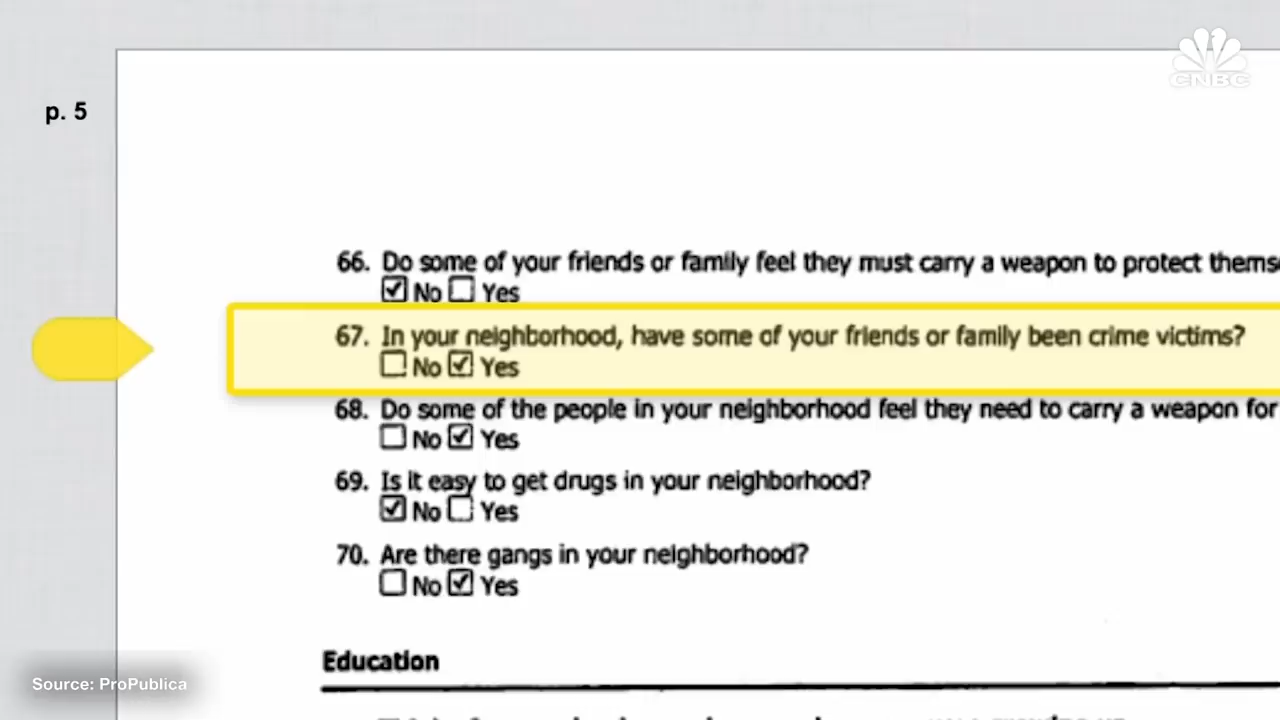 CNBC
p. 5
66. Do some of your friends or family feel they must carry a weapon to protect
No Yes
67. In your neighborhood, have some of your friends or family been crime victims?
No Yes
68. Do some of the people in your neighborhood feel they need to carry a weapon for
No Yes
69. Is it easy to get drugs in your neighborhood?
No Yes
70. Are there gangs in your neighborhood?
No Yes
Education
Source: ProPublica